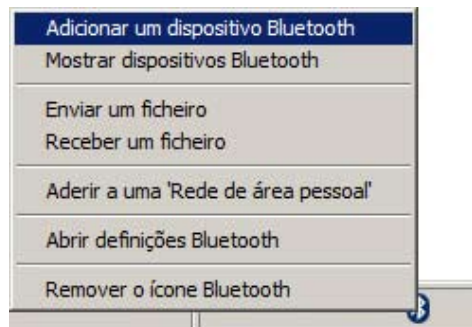 Adicionar um dispositivo Bluetooth
Mostrar dispositivos Bluetooth
Enviar um ficheiro
Receber um ficheiro
Aderir a uma 'Rede de área pessoal'
Abrir definições Bluetooth
Remover o ícone Bluetooth